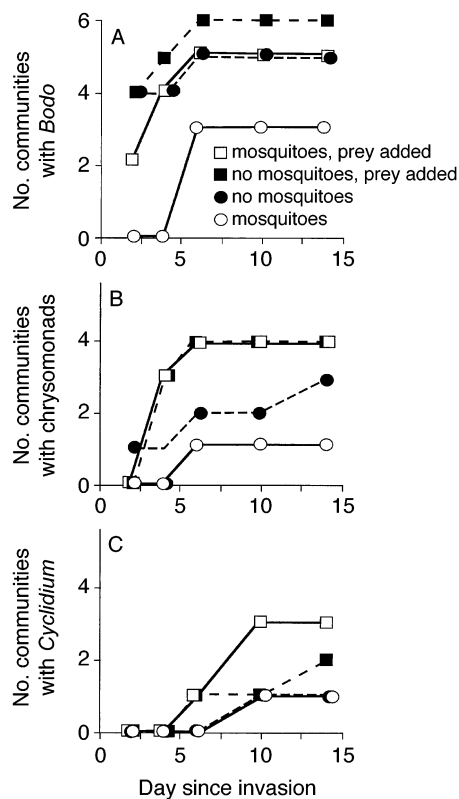 A
No. communities
with Bodo
6
4
2
0
mosquitoes, prey added
no mosquitoes, prey added
no mosquitoes
mosquitoes
0 5 10 15
B
No. communities
with chrysomonads
4
2
0
0 5 10 15
C
No. communities
with Cyclidium
4
2
0
0 5 10 15
Day since invasion